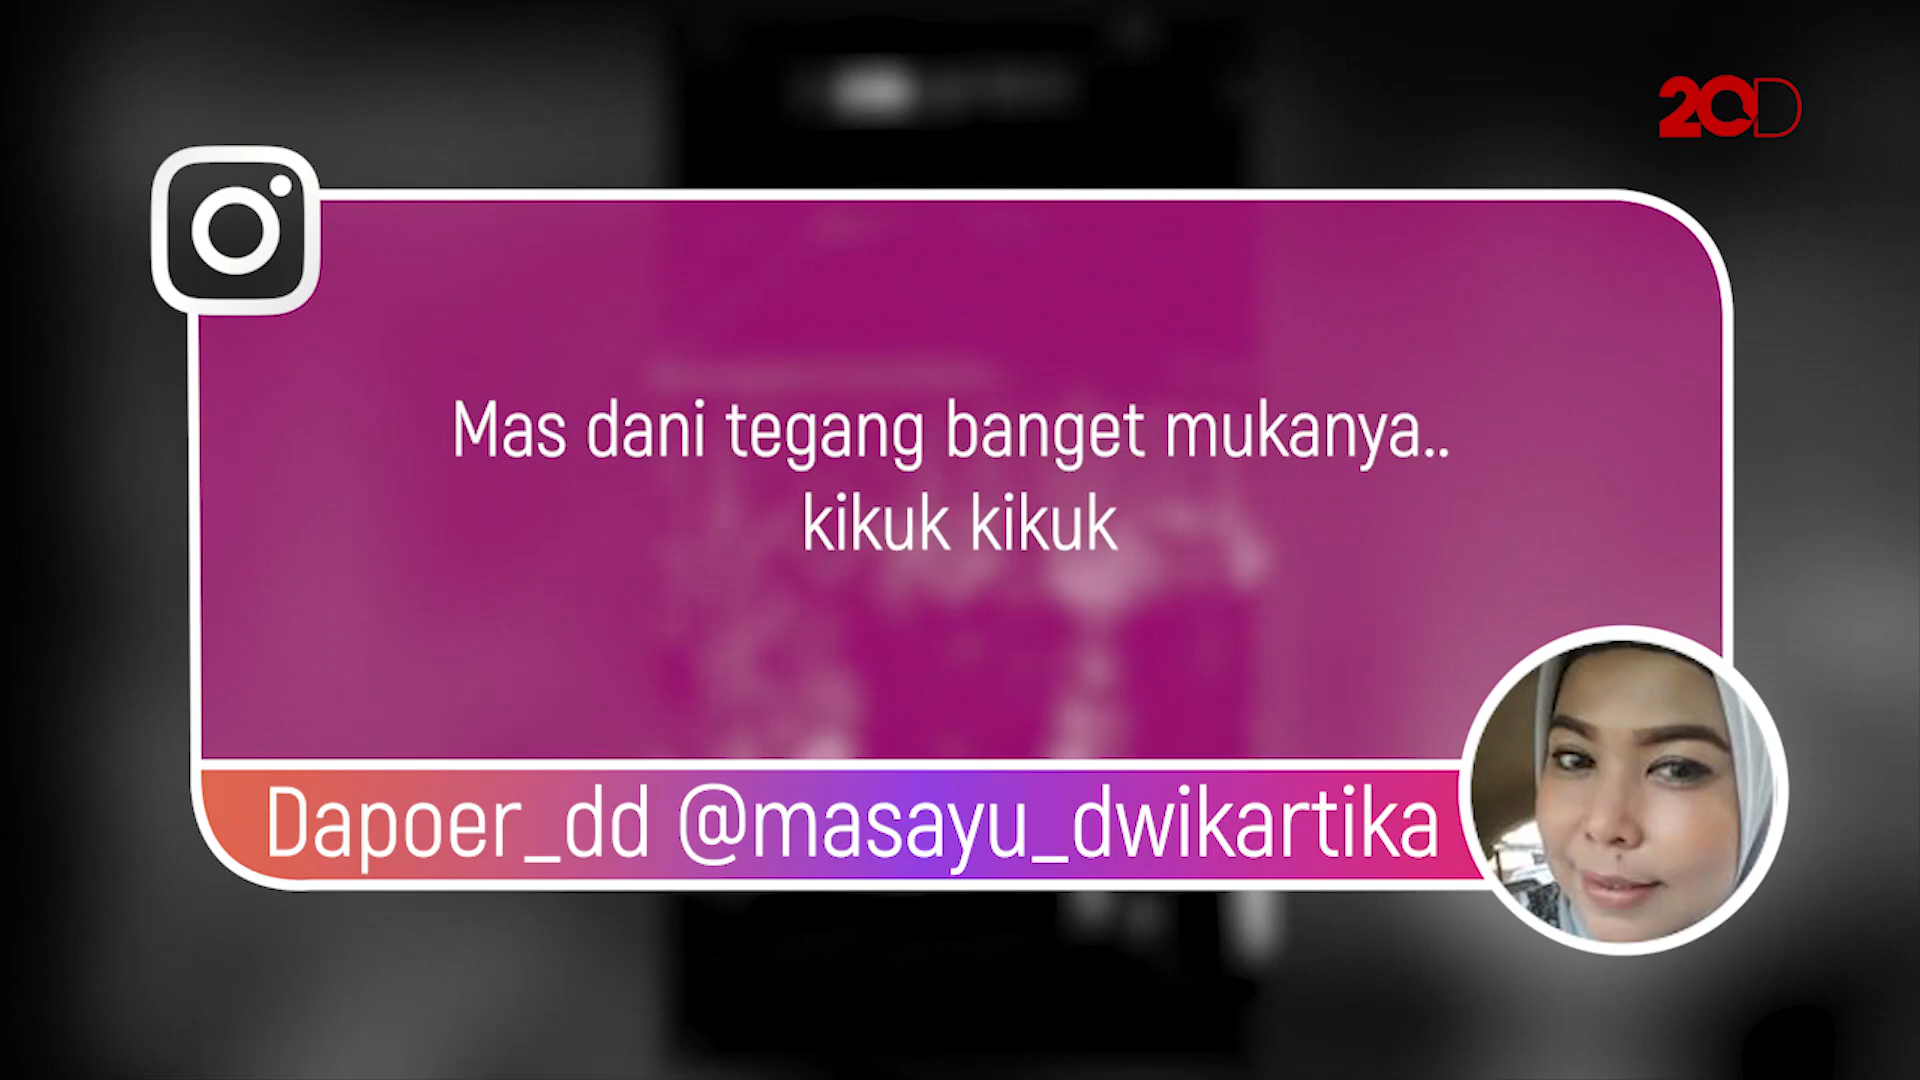 20D
Mas dani tegang banget mukanya..
kikuk kikuk
Dapoer_dd @masayu_dwikartika